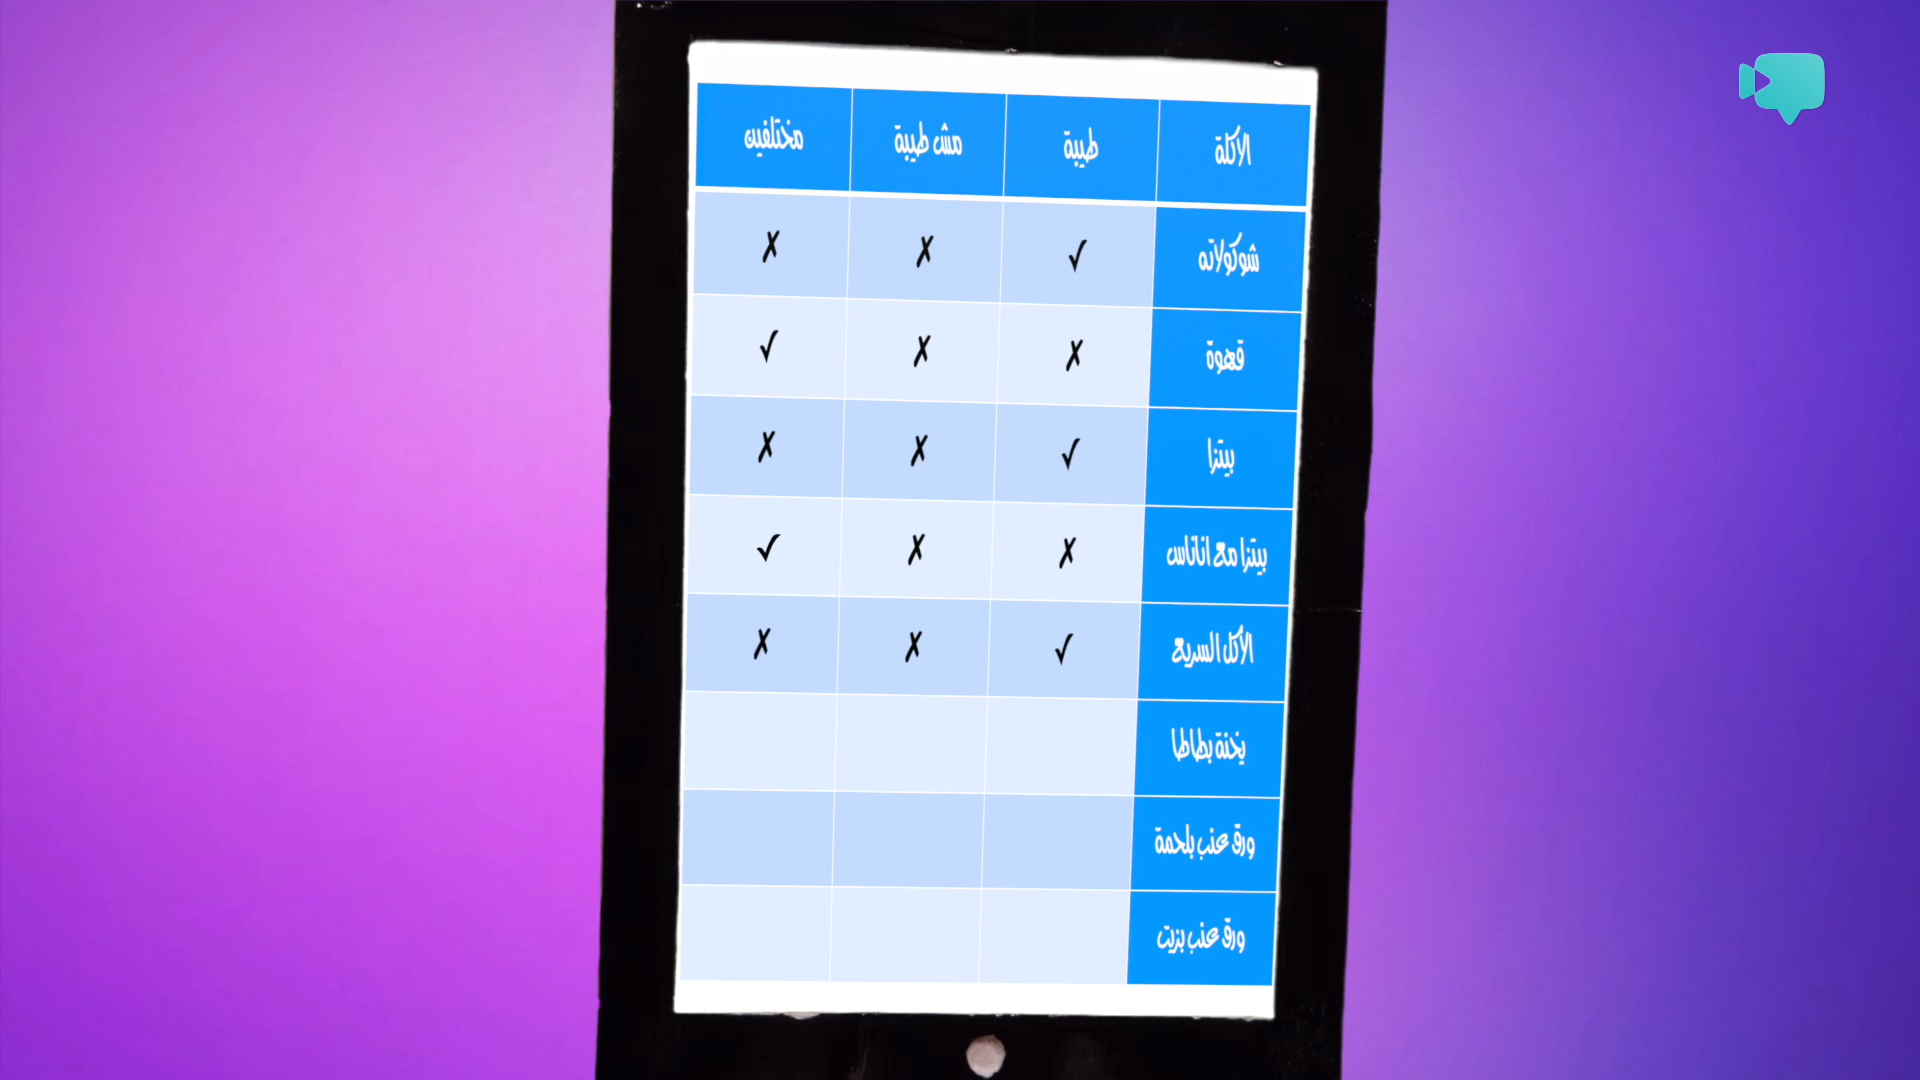 الاكلة طيبة مش طيبة مختلفين
شوكولاته ✓ ✗ ✗
قهوة ✗ ✗ ✓
بيتزا ✓ ✗ ✗
بيتزا مع اناناس ✗ ✗ ✓
الأكل السريع ✓ ✗ ✗
يخنة بطاطا
ورق عنب بلحمة
ورق عنب بزيت